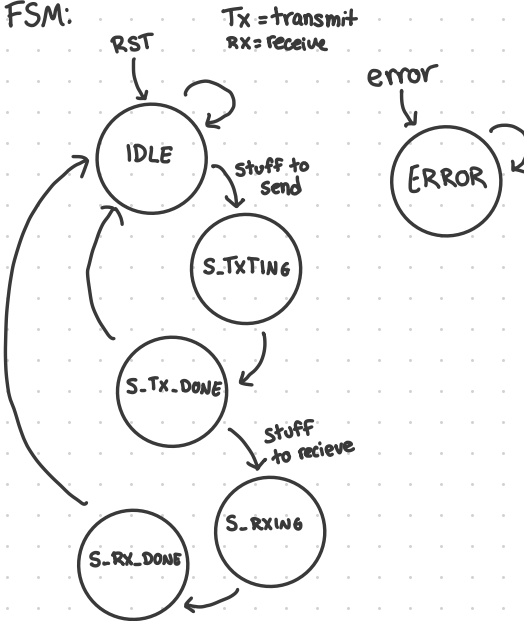 FSM:
Tx = transmit
RX = receive
RST
error
IDLE
ERROR
stuff to
send
S_TXTING
S_TX_DONE
stuff
to recieve
S_RXING
S_RX_DONE